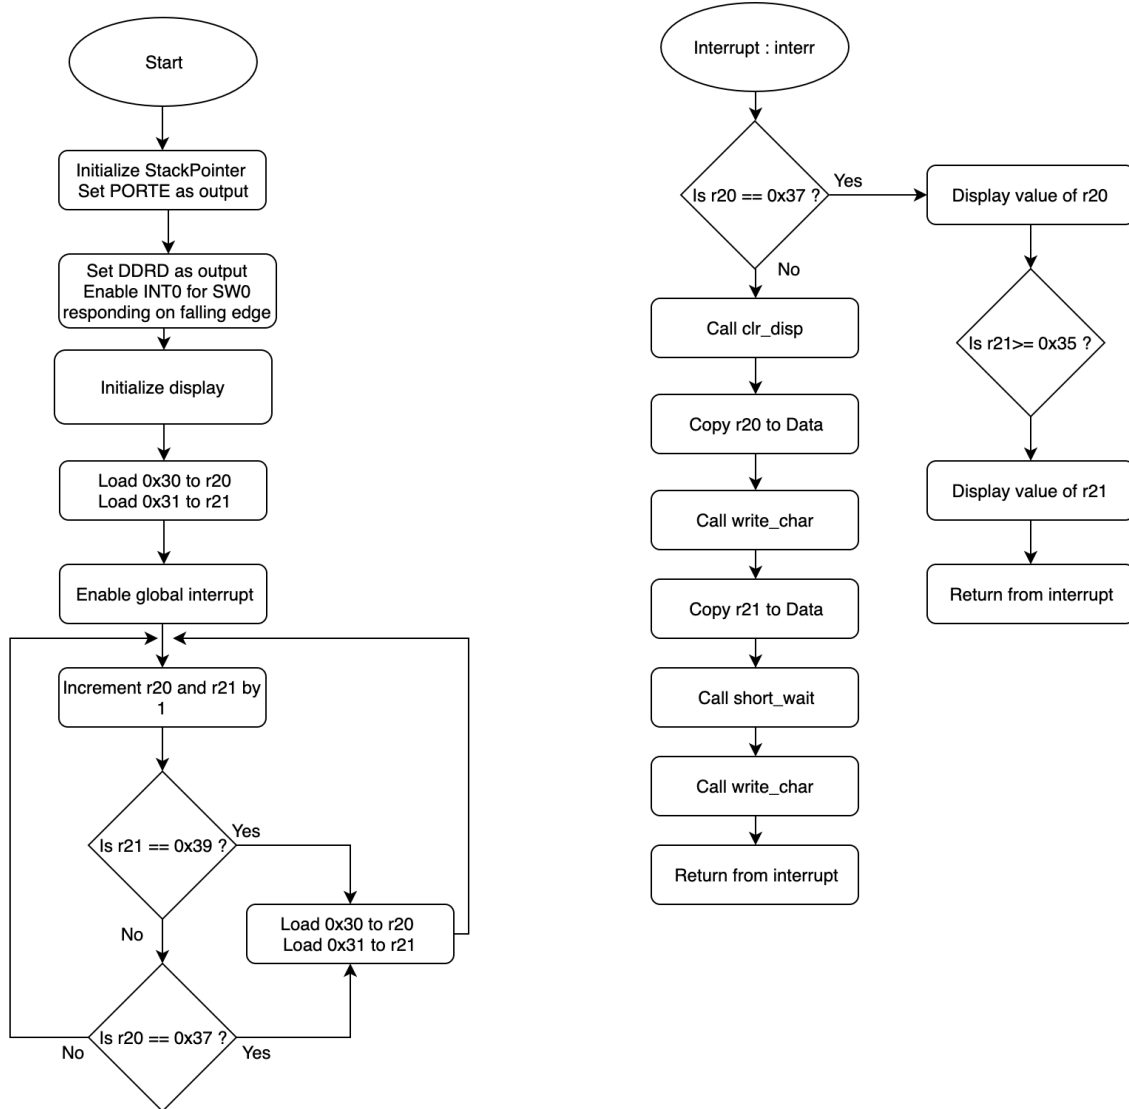 Start
Initialize StackPointer
Set PORTE as output
Set DDRD as output
Enable INT0 for SW0
responding on falling edge
Initialize display
Load 0x30 to r20
Load 0x31 to r21
Enable global interrupt
Increment r20 and r21 by
1
Is r21 == 0x39 ?
Yes
No
Load 0x30 to r20
Load 0x31 to r21
Is r20 == 0x37 ?
No
Yes
Interrupt : interr
Is r20 == 0x37 ?
Yes
No
Call clr_disp
Copy r20 to Data
Call write_char
Copy r21 to Data
Call short_wait
Call write_char
Return from interrupt
Display value of r20
Is r21>= 0x35 ?
Display value of r21
Return from interrupt